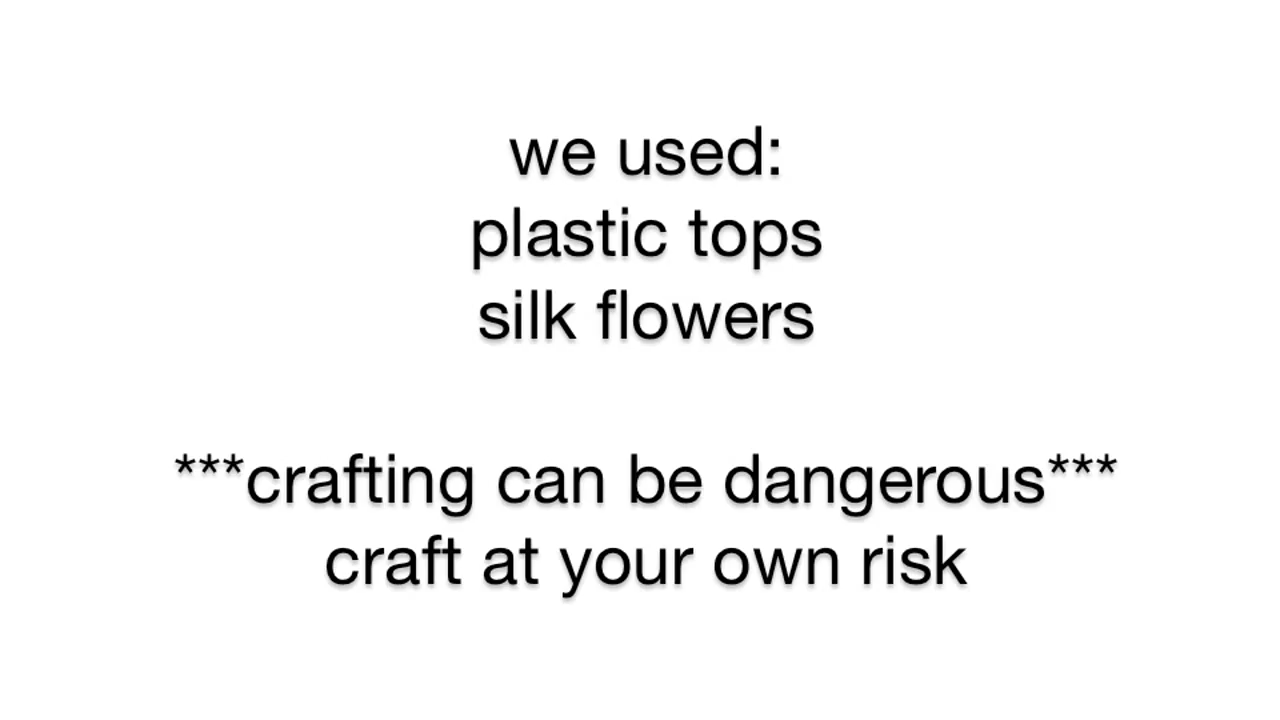 we used:
plastic tops
silk flowers
***crafting can be dangerous***
craft at your own risk